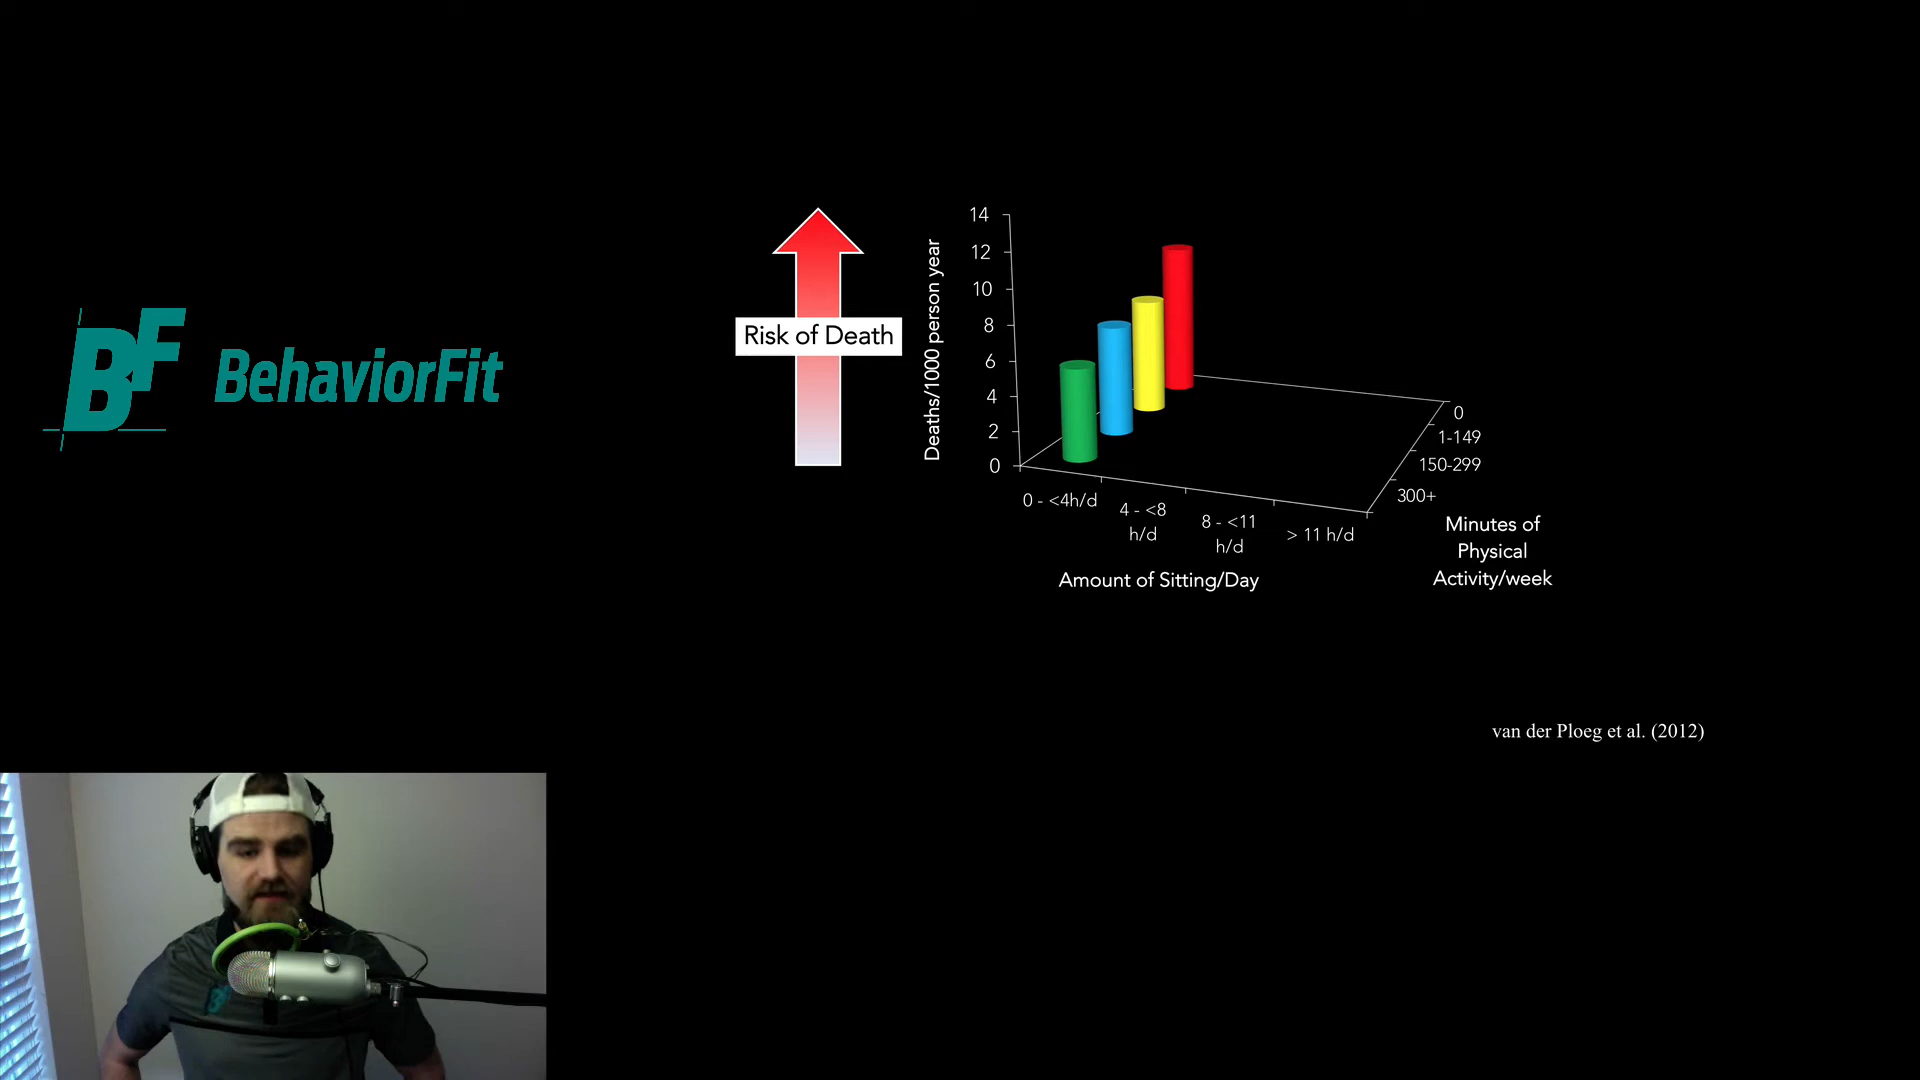 BF BehaviorFit
Risk of Death
Deaths/1000 person year
14
12
10
8
6
4
2
0
0 - <4h/d
4 - <8
h/d
8 - <11
h/d
> 11 h/d
Amount of Sitting/Day
0
1-149
150-299
300+
Minutes of
Physical
Activity/week
van der Ploeg et al. (2012)